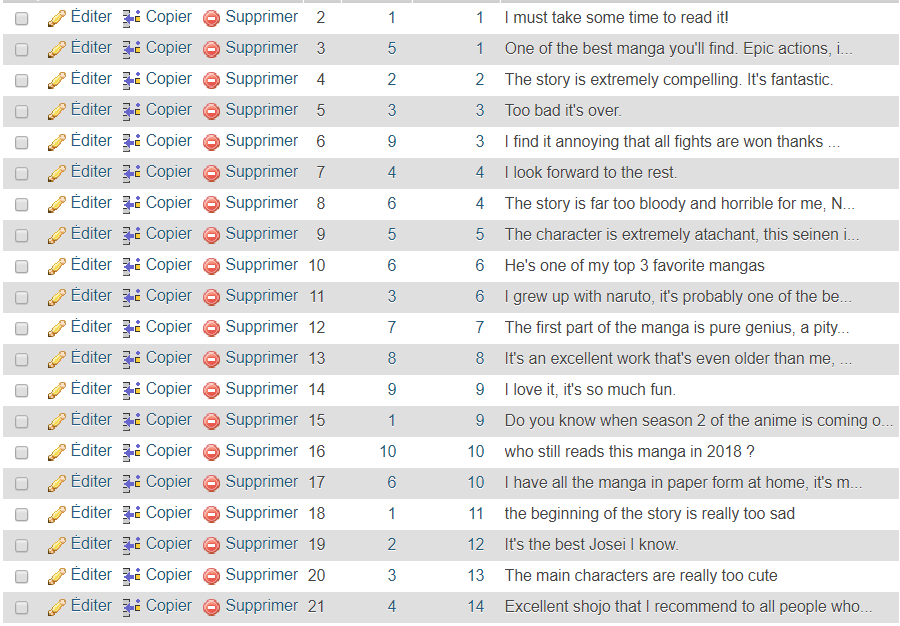 Éditer Copier Supprimer 2 1 1 I must take some time to read it!
Éditer Copier Supprimer 3 5 1 One of the best manga you'll find. Epic actions, i...
Éditer Copier Supprimer 4 2 2 The story is extremely compelling. It's fantastic.
Éditer Copier Supprimer 5 3 3 Too bad it's over.
Éditer Copier Supprimer 6 9 3 I find it annoying that all fights are won thanks ...
Éditer Copier Supprimer 7 4 4 I look forward to the rest.
Éditer Copier Supprimer 8 6 4 The story is far too bloody and horrible for me, N...
Éditer Copier Supprimer 9 5 5 The character is extremely atachant, this seinen i...
Éditer Copier Supprimer 10 6 6 He's one of my top 3 favorite mangas
Éditer Copier Supprimer 11 3 6 I grew up with naruto, it's probably one of the be...
Éditer Copier Supprimer 12 7 7 The first part of the manga is pure genius, a pity...
Éditer Copier Supprimer 13 8 8 It's an excellent work that's even older than me, ...
Éditer Copier Supprimer 14 9 9 I love it, it's so much fun.
Éditer Copier Supprimer 15 1 9 Do you know when season 2 of the anime is coming o...
Éditer Copier Supprimer 16 10 10 who still reads this manga in 2018 ?
Éditer Copier Supprimer 17 6 10 I have all the manga in paper form at home, it's m...
Éditer Copier Supprimer 18 1 11 the beginning of the story is really too sad
Éditer Copier Supprimer 19 2 12 It's the best Josei I know.
Éditer Copier Supprimer 20 3 13 The main characters are really too cute
Éditer Copier Supprimer 21 4 14 Excellent shojo that I recommend to all people who...